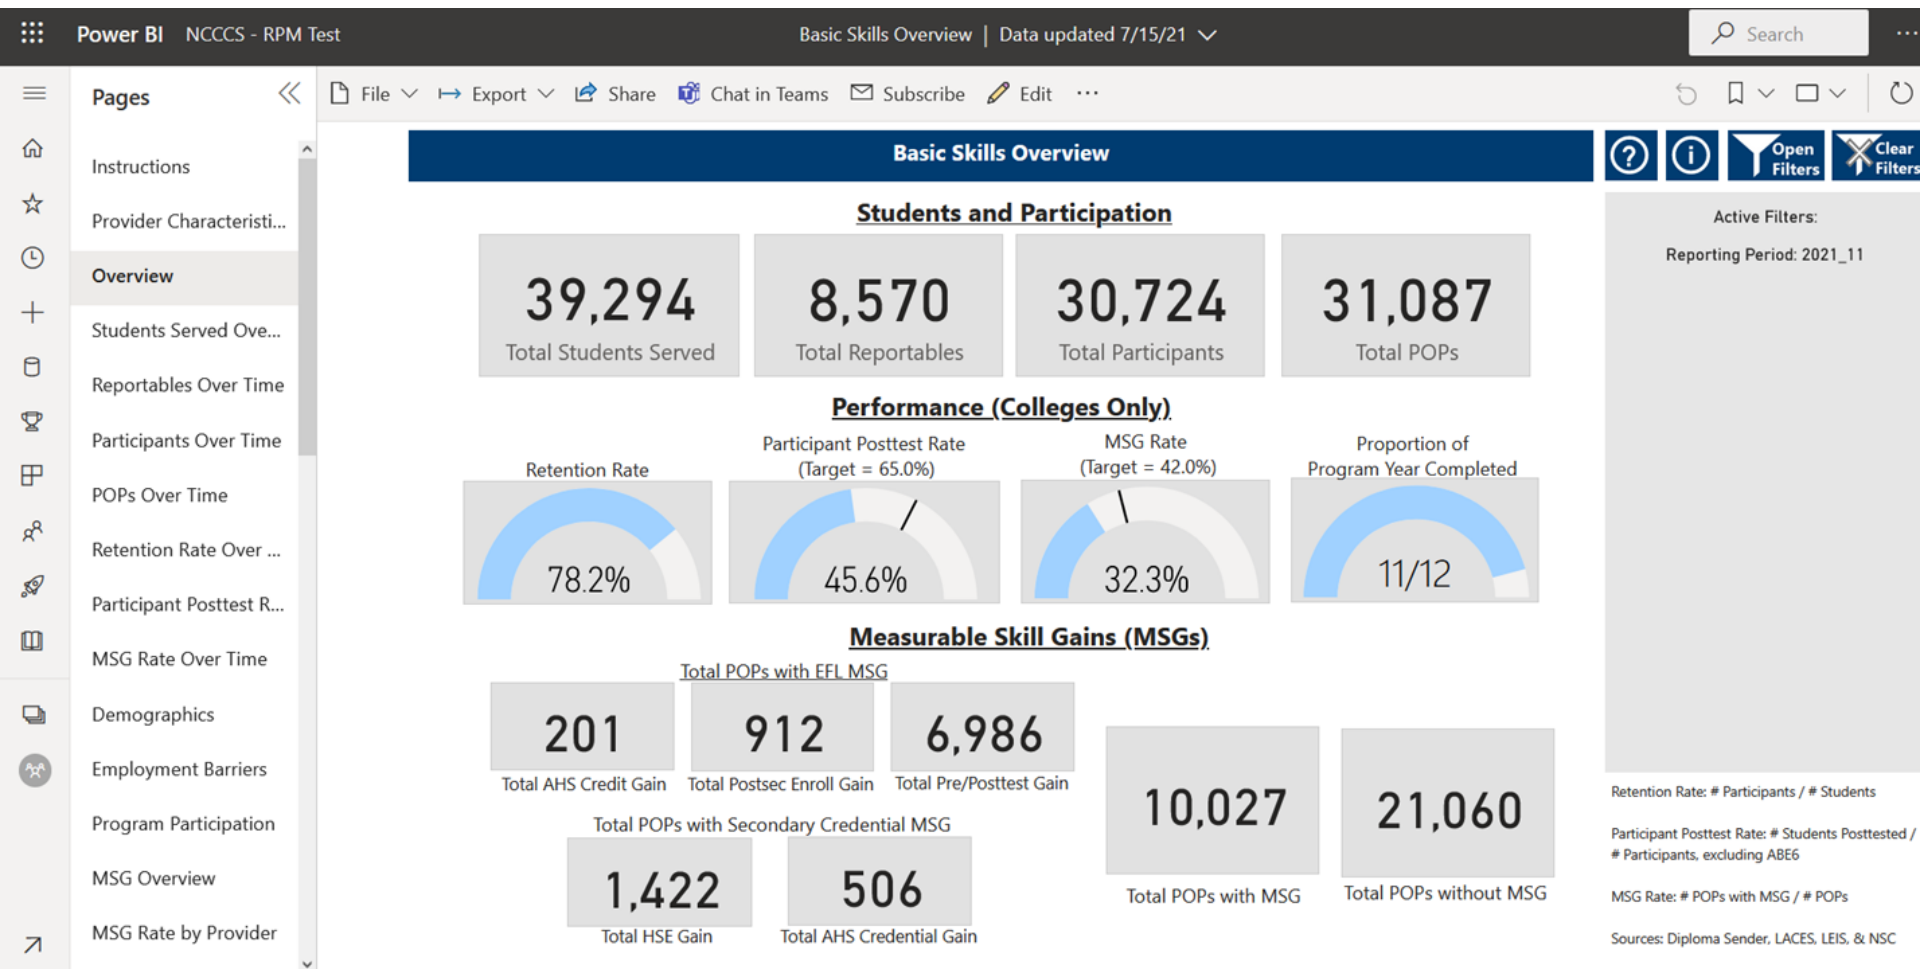 Power BI NCCCS - RPM Test
Basic Skills Overview | Data updated 7/15/21
Search
Pages
File Export Share Chat in Teams Subscribe Edit
Instructions
Provider Characteristi...
Overview
Students Served Ove...
Reportables Over Time
Participants Over Time
POPs Over Time
Retention Rate Over ...
Participant Posttest R...
MSG Rate Over Time
Demographics
Employment Barriers
Program Participation
MSG Overview
MSG Rate by Provider
Basic Skills Overview
Open
Filters
Clear
Filters
Students and Participation
39,294
Total Students Served
8,570
Total Reportables
30,724
Total Participants
31,087
Total POPs
Performance (Colleges Only)
Retention Rate
78.2%
Participant Posttest Rate
(Target = 65.0%)
45.6%
MSG Rate
(Target = 42.0%)
32.3%
Proportion of
Program Year Completed
11/12
Measurable Skill Gains (MSGs)
Total POPs with EFL MSG
201
Total AHS Credit Gain
912
Total Postsec Enroll Gain
6,986
Total Pre/Posttest Gain
Total POPs with Secondary Credential MSG
1,422
Total HSE Gain
506
Total AHS Credential Gain
10,027
Total POPs with MSG
21,060
Total POPs without MSG
Active Filters:
Reporting Period: 2021_11
Retention Rate: # Participants / # Students
Participant Posttest Rate: # Students Posttested /
# Participants, excluding ABE6
MSG Rate: # POPs with MSG / # POPs
Sources: Diploma Sender, LACES, LEIS, & NSC